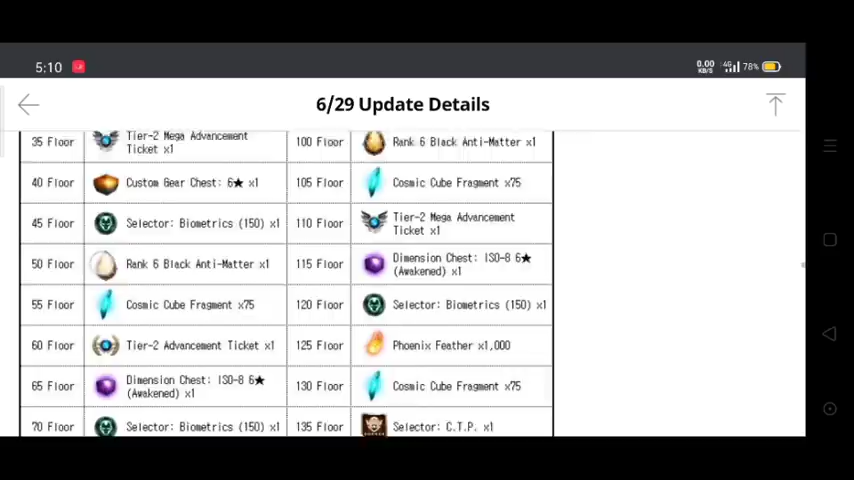 5:10
0.00 KB/S 4G 78%
6/29 Update Details
35 Floor Tier-2 Mega Advancement Ticket x1 100 Floor Rank 6 Black Anti-Matter x1
40 Floor Custom Gear Chest: 6★ x1 105 Floor Cosmic Cube Fragment x75
45 Floor Selector: Biometrics (150) x1 110 Floor Tier-2 Mega Advancement Ticket x1
50 Floor Rank 6 Black Anti-Matter x1 115 Floor Dimension Chest: ISO-8 6★ (Awakened) x1
55 Floor Cosmic Cube Fragment x75 120 Floor Selector: Biometrics (150) x1
60 Floor Tier-2 Advancement Ticket x1 125 Floor Phoenix Feather x1,000
65 Floor Dimension Chest: ISO-8 6★ (Awakened) x1 130 Floor Cosmic Cube Fragment x75
70 Floor Selector: Biometrics (150) x1 135 Floor Selector: C.T.P. x1